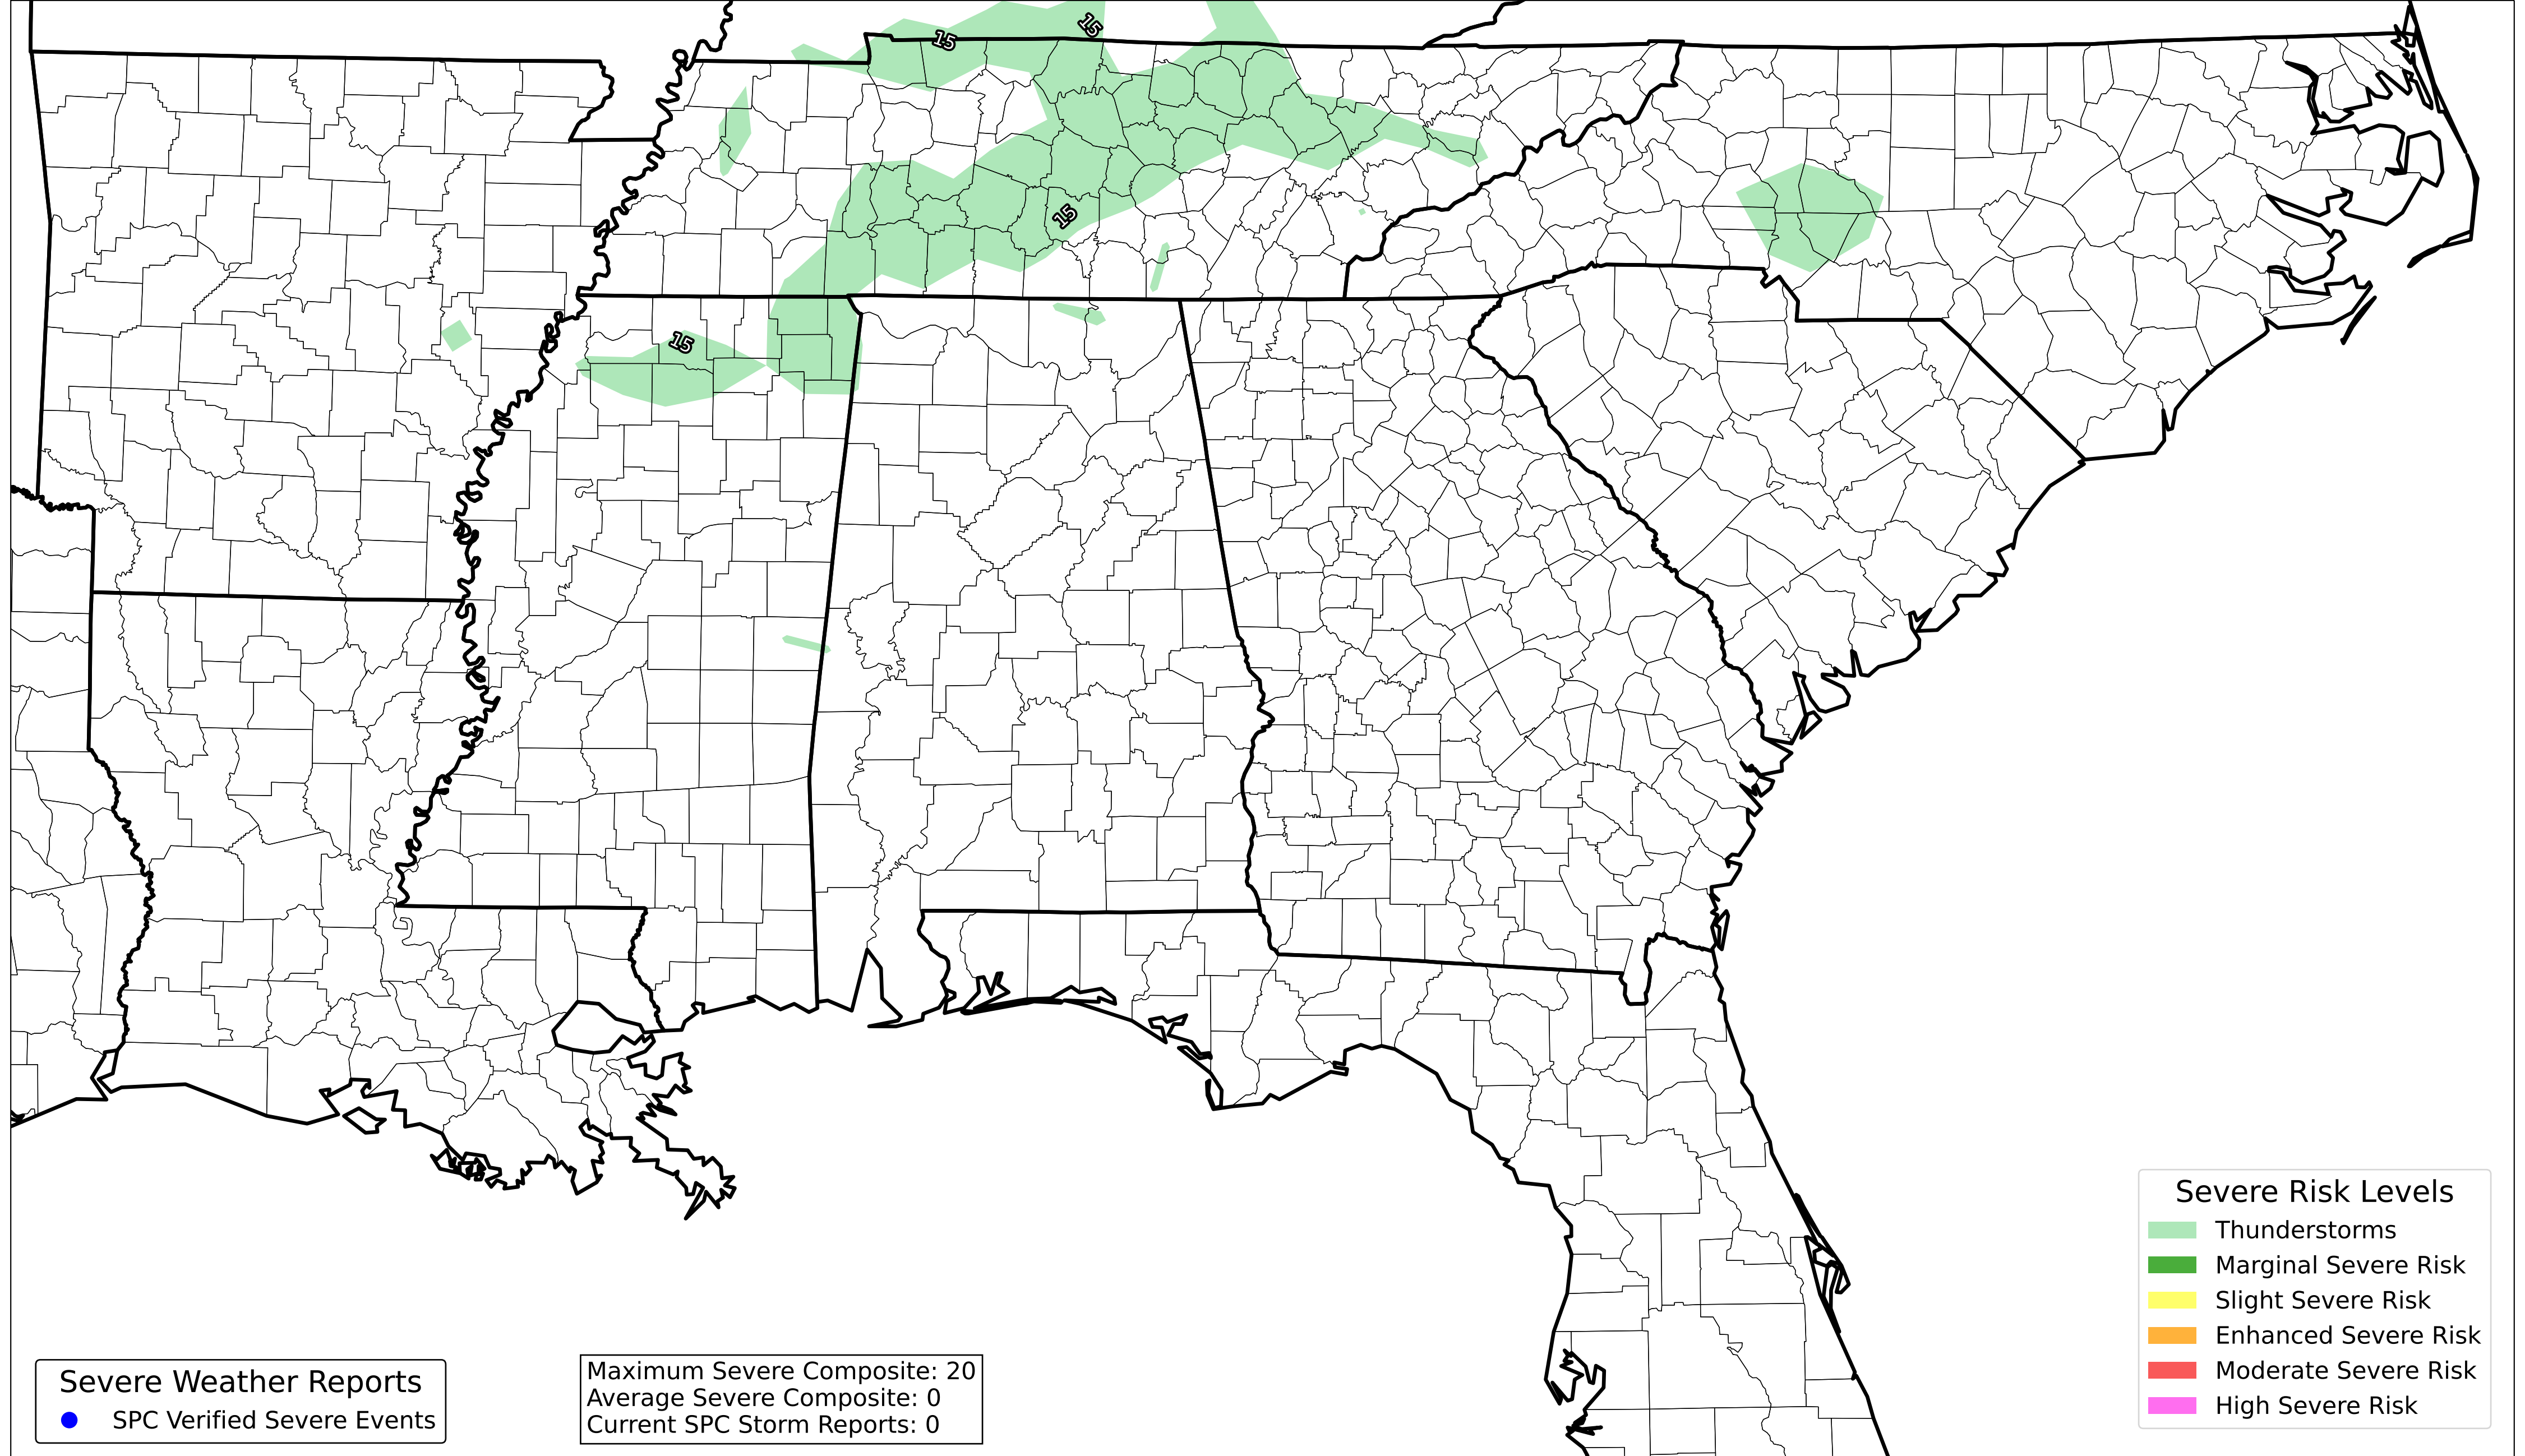 15
15
15
15
Severe Risk Levels
Thunderstorms
Marginal Severe Risk
Slight Severe Risk
Enhanced Severe Risk
Moderate Severe Risk
High Severe Risk
Severe Weather Reports
SPC Verified Severe Events
Maximum Severe Composite: 20
Average Severe Composite: 0
Current SPC Storm Reports: 0